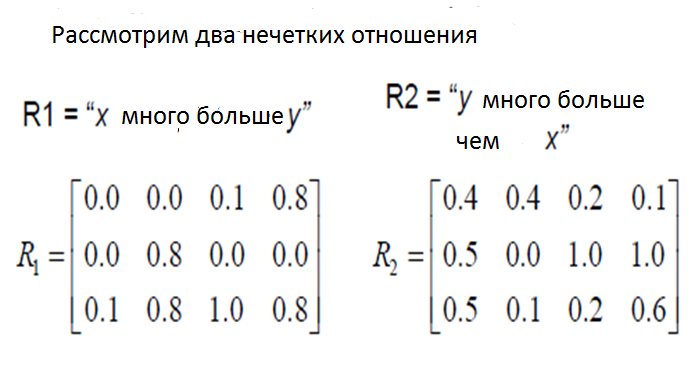 Рассмотрим два нечетких отношения
R1 = “x много больше y”
R2 = “y много больше
чем x”
R₁ =
0.0 0.0 0.1 0.8
0.0 0.8 0.0 0.0
0.1 0.8 1.0 0.8
R₂ =
0.4 0.4 0.2 0.1
0.5 0.0 1.0 1.0
0.5 0.1 0.2 0.6